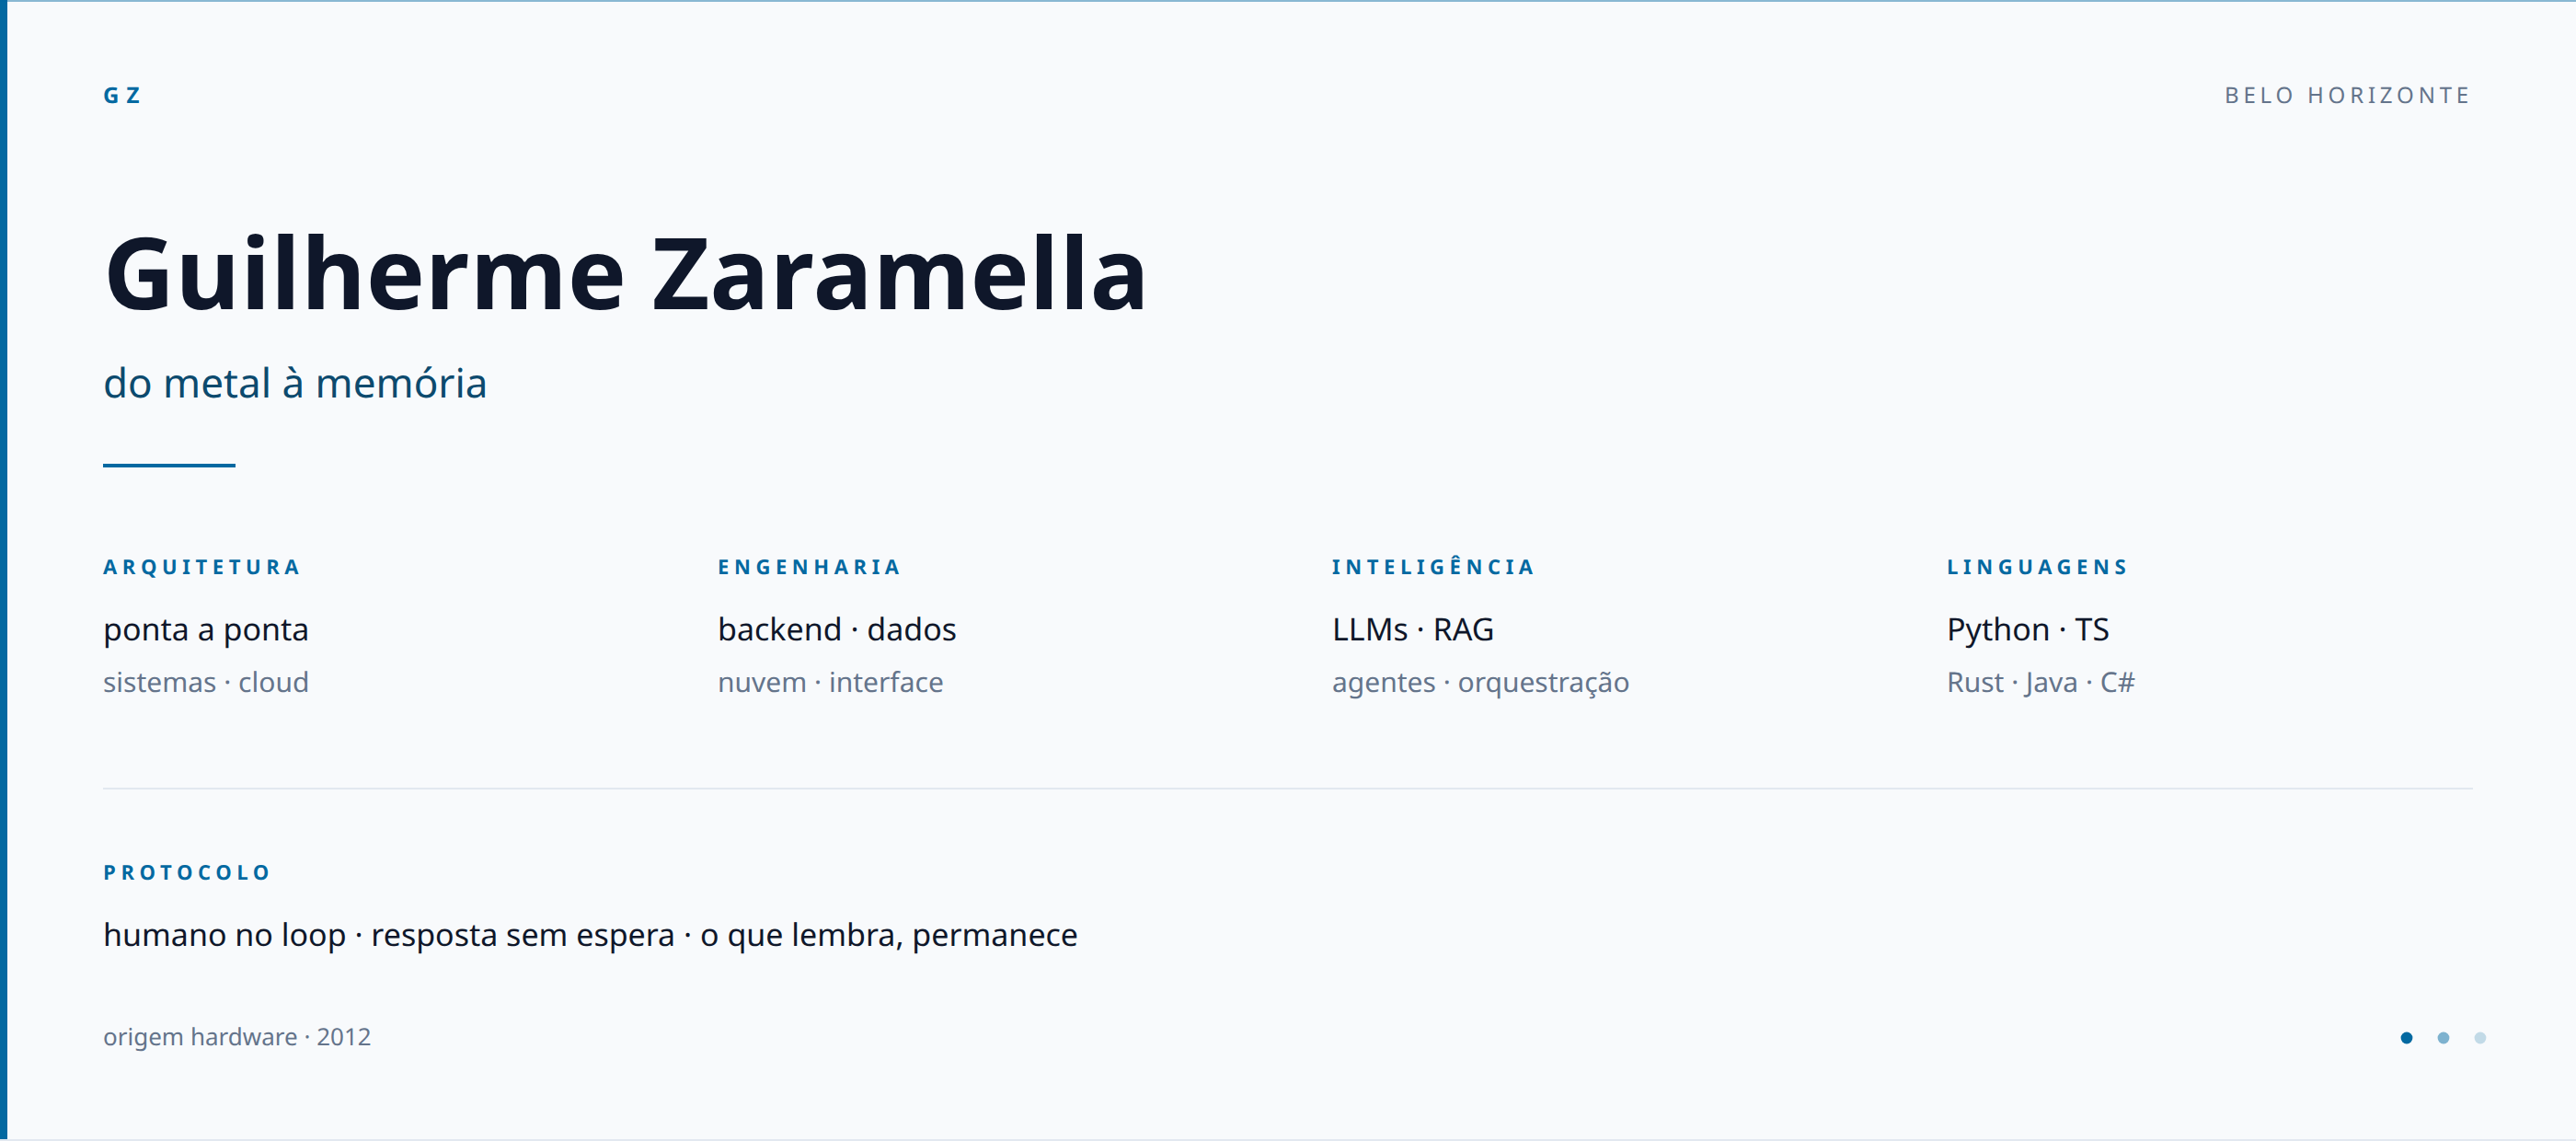 GZ
BELO HORIZONTE
Guilherme Zaramella
do metal à memória
ARQUITETURA
ponta a ponta
sistemas · cloud
ENGENHARIA
backend · dados
nuvem · interface
INTELIGÊNCIA
LLMs · RAG
agentes · orquestração
LINGUAGENS
Python · TS
Rust · Java · C#
PROTOCOLO
humano no loop · resposta sem espera · o que lembra, permanece
origem hardware · 2012